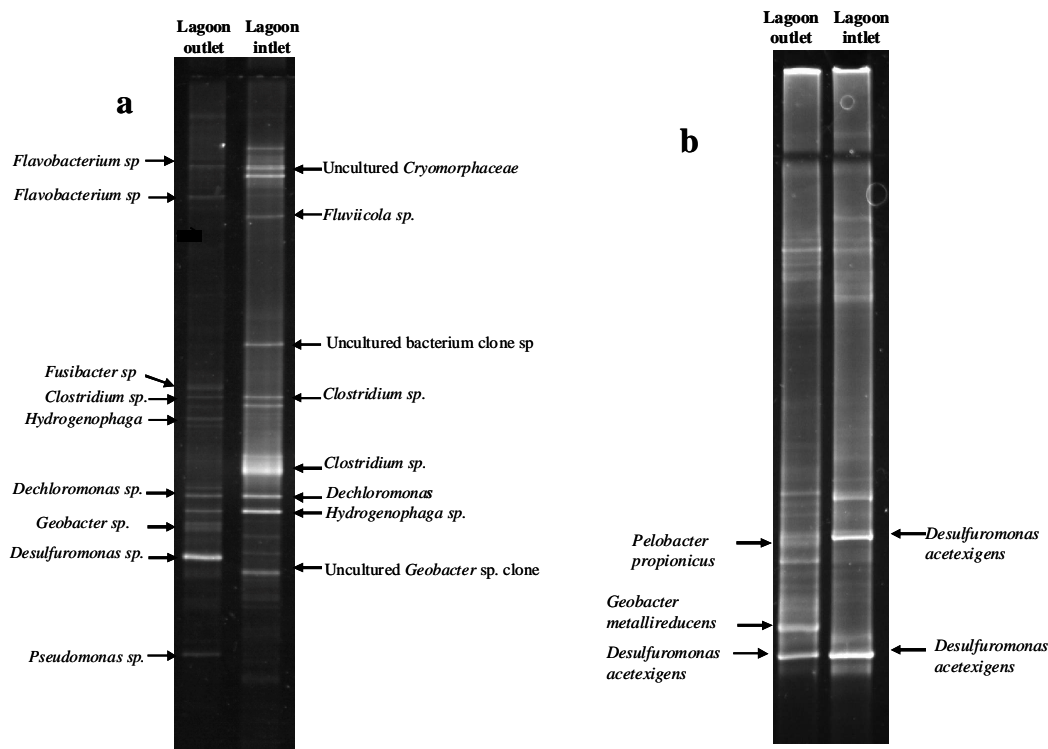 Lagoon outlet
Lagoon intlet
a
Flavobacterium sp
Flavobacterium sp
Fusibacter sp
Clostridium sp.
Hydrogenophaga
Dechloromonas sp.
Geobacter sp.
Desulfuromonas sp.
Pseudomonas sp.
Uncultured Cryomorphaceae
Fluviicola sp.
Uncultured bacterium clone sp
Clostridium sp.
Clostridium sp.
Dechloromonas
Hydrogenophaga sp.
Uncultured Geobacter sp. clone
Lagoon outlet
Lagoon intlet
b
Pelobacter
propionicus
Geobacter
metallireducens
Desulfuromonas
acetexigens
Desulfuromonas
acetexigens
Desulfuromonas
acetexigens